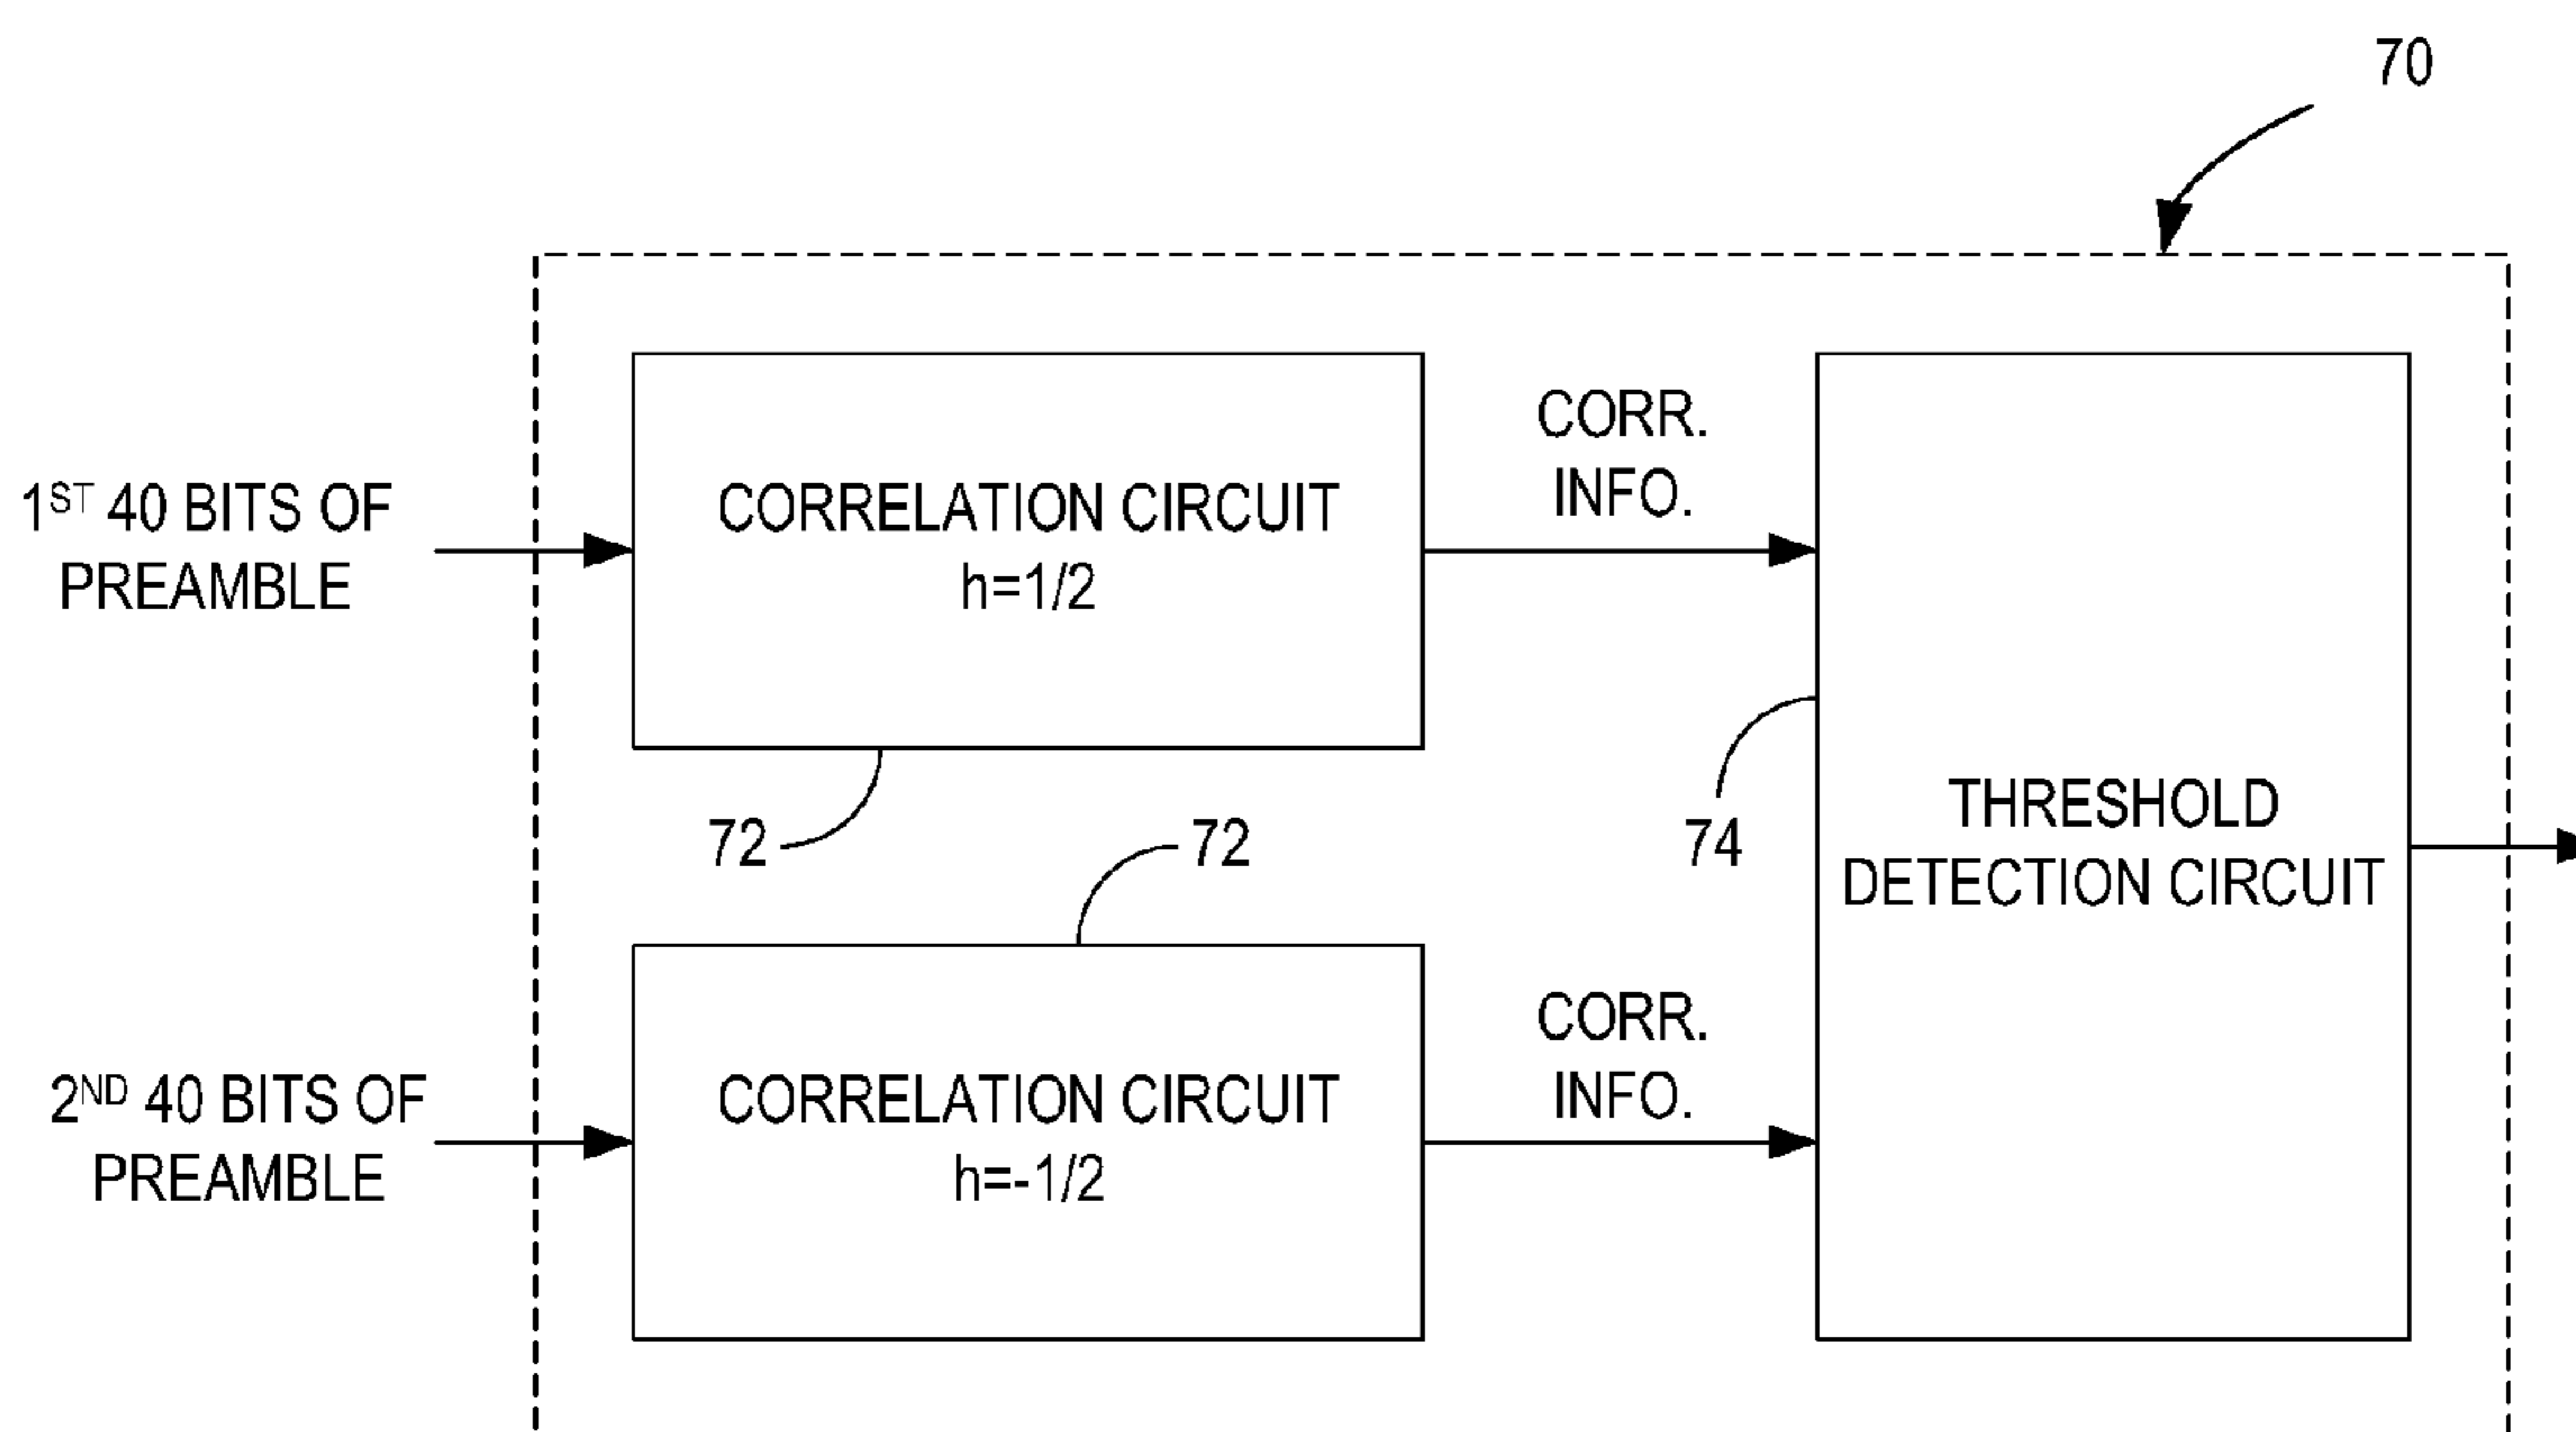 70
1ST 40 BITS OF
PREAMBLE
CORRELATION CIRCUIT
h=1/2
CORR.
INFO.
72
72
74
THRESHOLD
DETECTION CIRCUIT
2ND 40 BITS OF
PREAMBLE
CORRELATION CIRCUIT
h=-1/2
CORR.
INFO.